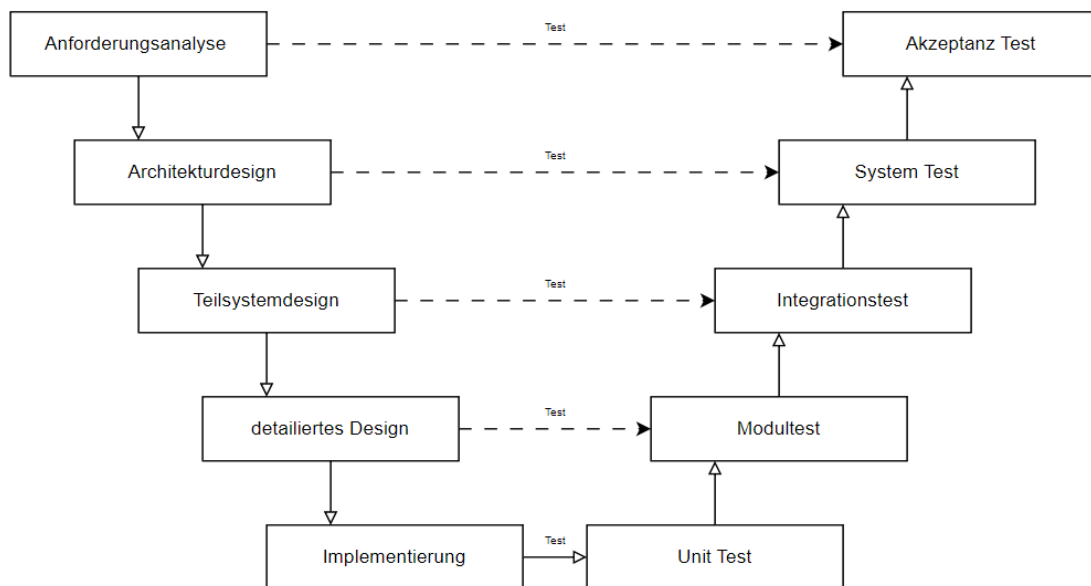 Anforderungsanalyse
Test
Akzeptanz Test
Architekturdesign
Test
System Test
Teilsystemdesign
Test
Integrationstest
detailiertes Design
Test
Modultest
Implementierung
Test
Unit Test